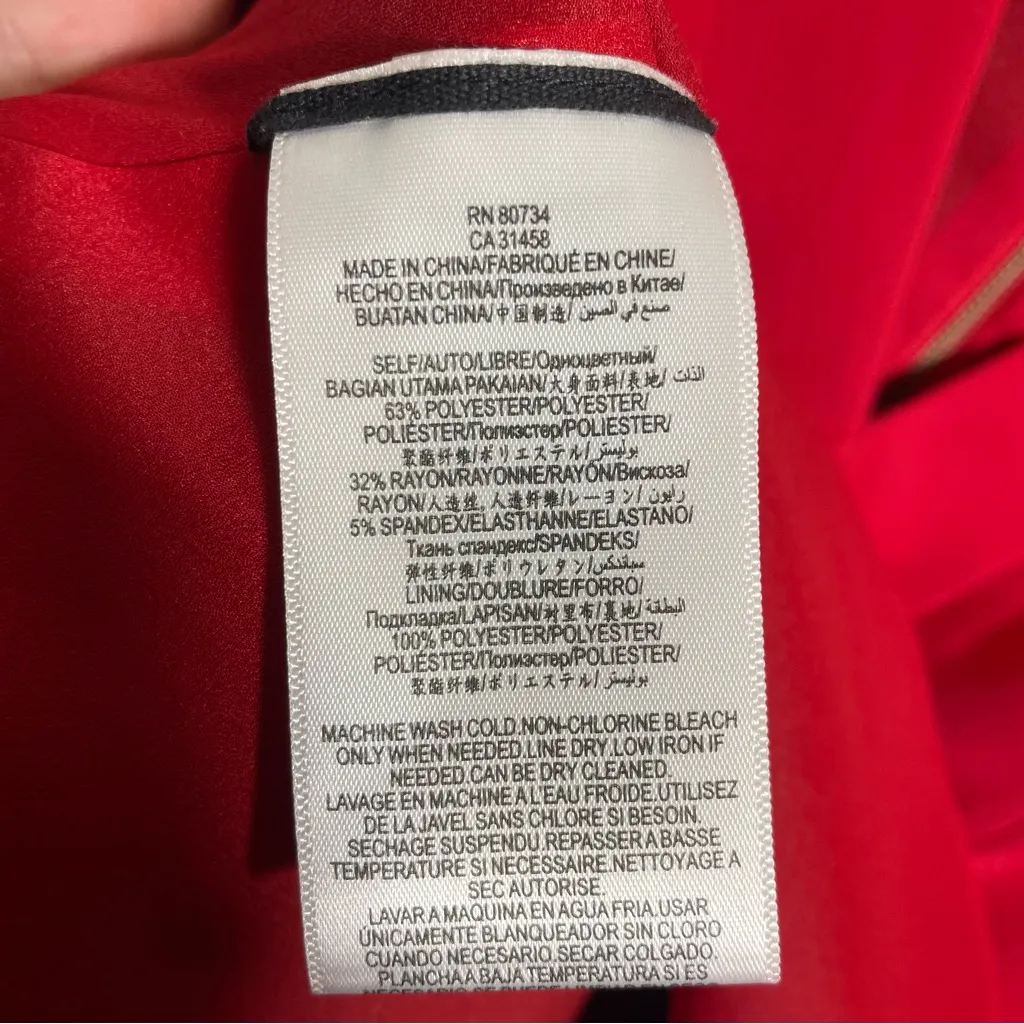 RN 80734
CA 31458
MADE IN CHINA/FABRIQUÉ EN CHINE/
HECHO EN CHINA/Произведено в Китае/
BUATAN CHINA/中国制造/ صنع في الصين
SELF/AUTO/LIBRE/Одноцветный/
BAGIAN UTAMA PAKAIAN/大身面料/表地/ الذات
63% POLYESTER/POLYESTER/
POLIÉSTER/Полиэстер/POLIESTER/
聚酯纤维/ポリエステル/ بوليستر
32% RAYON/RAYONNE/RAYÓN/Вискоза/
RAYON/人造丝, 人造纤维/レーヨン/ رايون
5% SPANDEX/ELASTHANNE/ELASTANO/
Ткань спандекс/SPANDEKS/
弹性纤维/ポリウレタン/ سباندكس
LINING/DOUBLURE/FORRO/
Подкладка/LAPISAN/衬里布/裏地/ البطانة
100% POLYESTER/POLYESTER/
POLIÉSTER/Полиэстер/POLIESTER/
聚酯纤维/ポリエステル/ بوليستر
MACHINE WASH COLD.NON-CHLORINE BLEACH
ONLY WHEN NEEDED.LINE DRY.LOW IRON IF
NEEDED.CAN BE DRY CLEANED.
LAVAGE EN MACHINE A L'EAU FROIDE.UTILISEZ
DE LA JAVEL SANS CHLORE SI BESOIN.
SECHAGE SUSPENDU.REPASSER A BASSE
TEMPERATURE SI NECESSAIRE.NETTOYAGE A
SEC AUTORISE.
LAVAR A MAQUINA EN AGUA FRIA.USAR
ÚNICAMENTE BLANQUEADOR SIN CLORO
CUANDO NECESARIO.SECAR COLGADO.
PLANCHA A BAJA TEMPERATURA SI ES